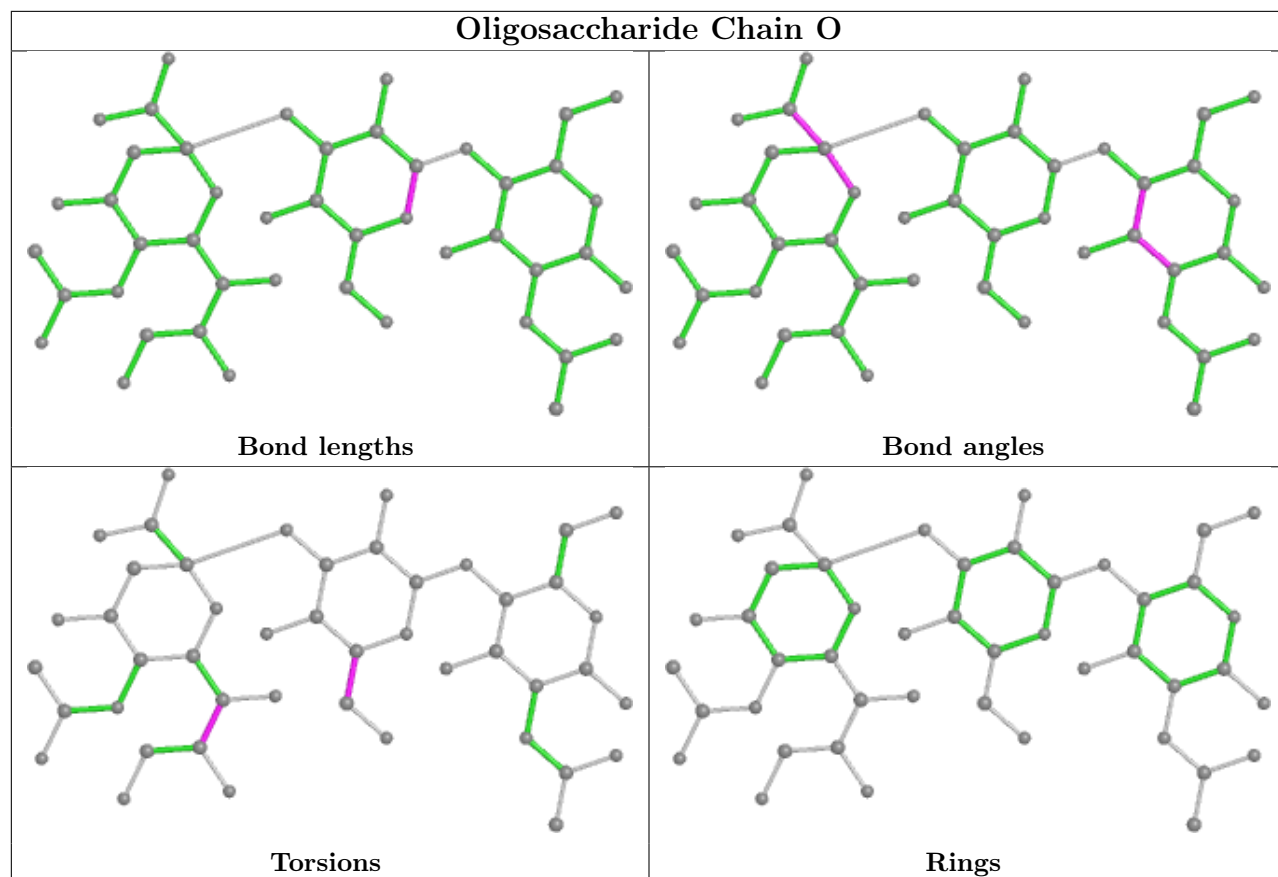 Oligosaccharide Chain O
Bond lengths
Bond angles
Torsions
Rings